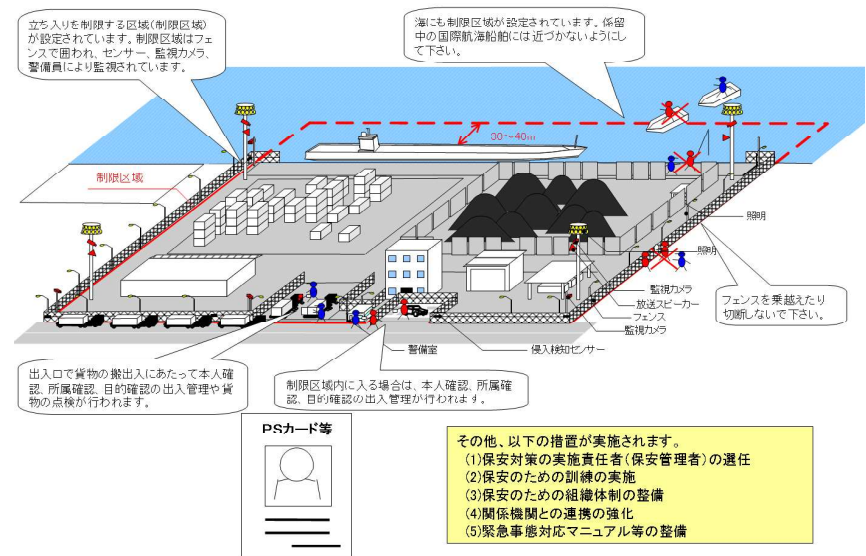 立ち入りを制限する区域(制限区域)
が設定されています。制限区域はフェ
ンスで囲われ、センサー、監視カメラ、
警備員により監視されています。
海にも制限区域が設定されています。係留
中の国際航海船舶には近づかないようにし
て下さい。
30~40m
制限区域
照明
照明
監視カメラ
放送スピーカー
フェンス
監視カメラ
フェンスを乗越えたり
切断しないで下さい。
警備室
侵入検知センサー
出入口で貨物の搬出入にあたって本人確
認、所属確認、目的確認の出入管理や貨
物の点検が行われます。
制限区域内に入る場合は、本人確認、所属確
認、目的確認の出入管理が行われます。
PSカード等
その他、以下の措置が実施されます。
(1)保安対策の実施責任者(保安管理者)の選任
(2)保安のための訓練の実施
(3)保安のための組織体制の整備
(4)関係機関との連携の強化
(5)緊急事態対応マニュアル等の整備